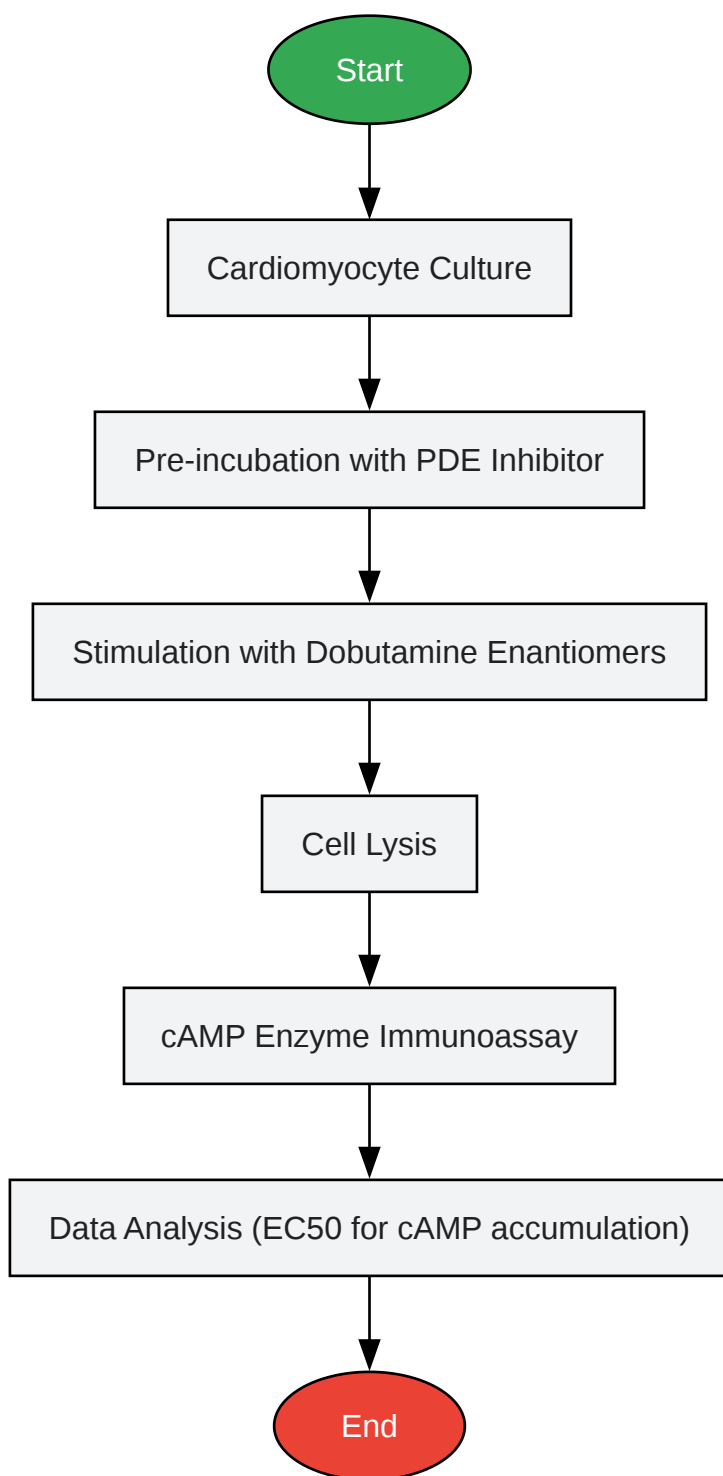 Start
Cardiomyocyte Culture
Pre-incubation with PDE Inhibitor
Stimulation with Dobutamine Enantiomers
Cell Lysis
cAMP Enzyme Immunoassay
Data Analysis (EC50 for cAMP accumulation)
End